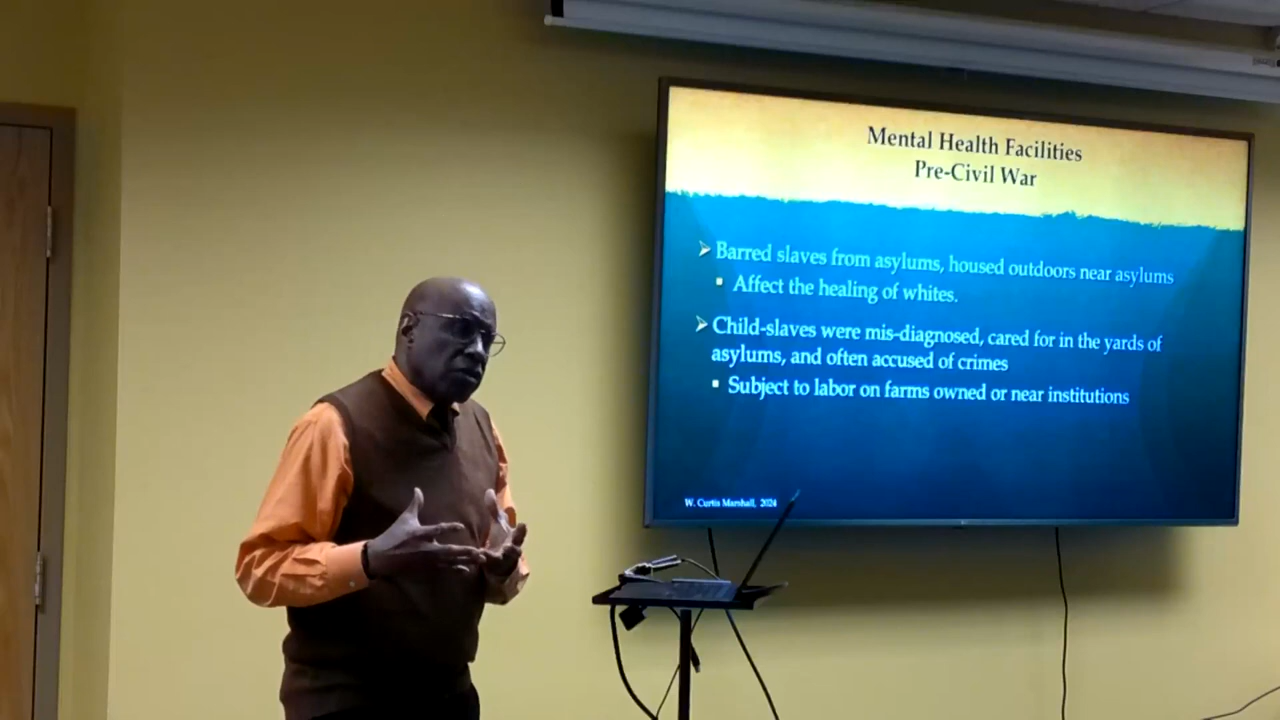 Mental Health Facilities
Pre-Civil War
➢ Barred slaves from asylums, housed outdoors near asylums
▪ Affect the healing of whites.
➢ Child-slaves were mis-diagnosed, cared for in the yards of
asylums, and often accused of crimes
▪ Subject to labor on farms owned or near institutions
W. Curtis Marshall, 2024